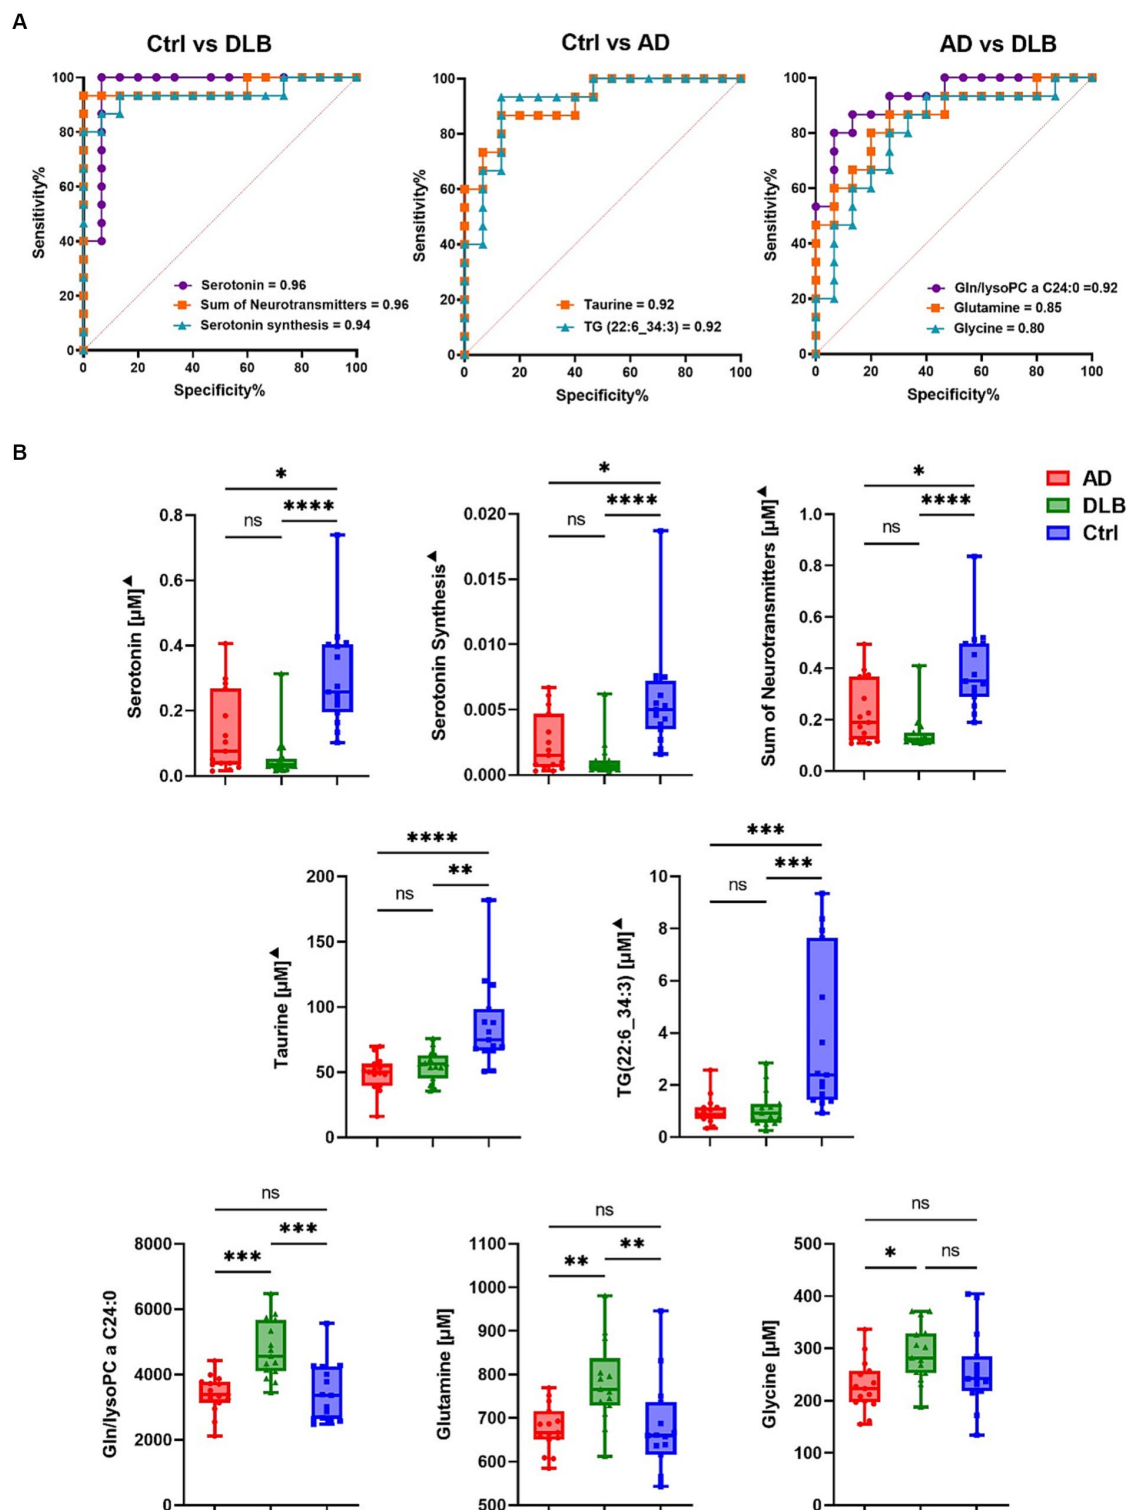 A
Ctrl vs DLB
Ctrl vs AD
AD vs DLB
100
80
60
40
20
0
Sensitivity%
0 20 40 60 80 100
Specificity%
Serotonin = 0.96
Sum of Neurotransmitters = 0.96
Serotonin synthesis = 0.94
100
80
60
40
20
0
Sensitivity%
0 20 40 60 80 100
Specificity%
Taurine = 0.92
TG (22:6_34:3) = 0.92
100
80
60
40
20
0
Sensitivity%
0 20 40 60 80 100
Specificity%
Gln/lysoPC a C24:0 =0.92
Glutamine = 0.85
Glycine = 0.80
B
AD
DLB
Ctrl
*
****
ns
0.8
0.6
0.4
0.2
0.0
Serotonin [µM]◄
*
****
ns
0.020
0.015
0.010
0.005
0.000
Serotonin Synthesis◄
*
****
ns
1.0
0.8
0.6
0.4
0.2
0.0
Sum of Neurotransmitters [µM]◄
****
**
ns
200
150
100
50
0
Taurine [µM]◄
***
***
ns
10
8
6
4
2
0
TG(22:6_34:3) [µM]◄
ns
***
***
8000
6000
4000
2000
0
Gln/lysoPC a C24:0
ns
**
**
1100
1000
900
800
700
600
500
Glutamine [µM]
ns
*
ns
500
400
300
200
100
0
Glycine [µM]